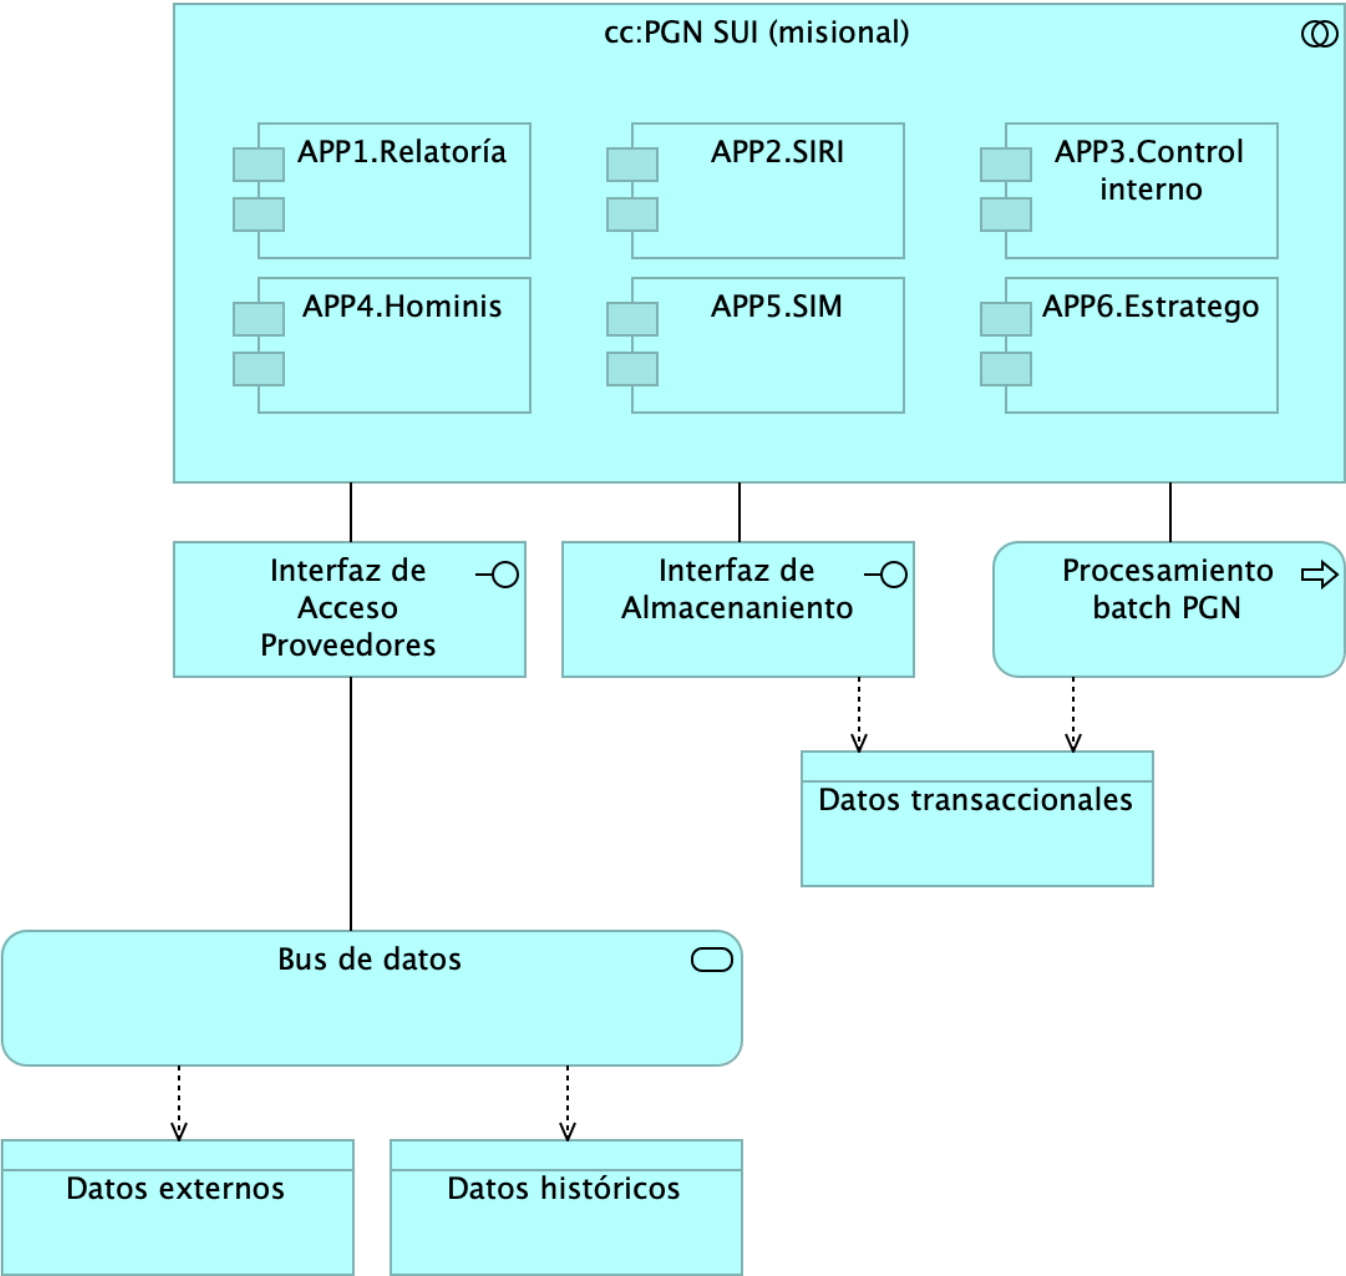 cc:PGN SUI (misional)
APP1.Relatoría
APP2.SIRI
APP3.Control
interno
APP4.Hominis
APP5.SIM
APP6.Estratego
Interfaz de
Acceso
Proveedores
Interfaz de
Almacenaniento
Procesamiento
batch PGN
Datos transaccionales
Bus de datos
Datos externos
Datos históricos